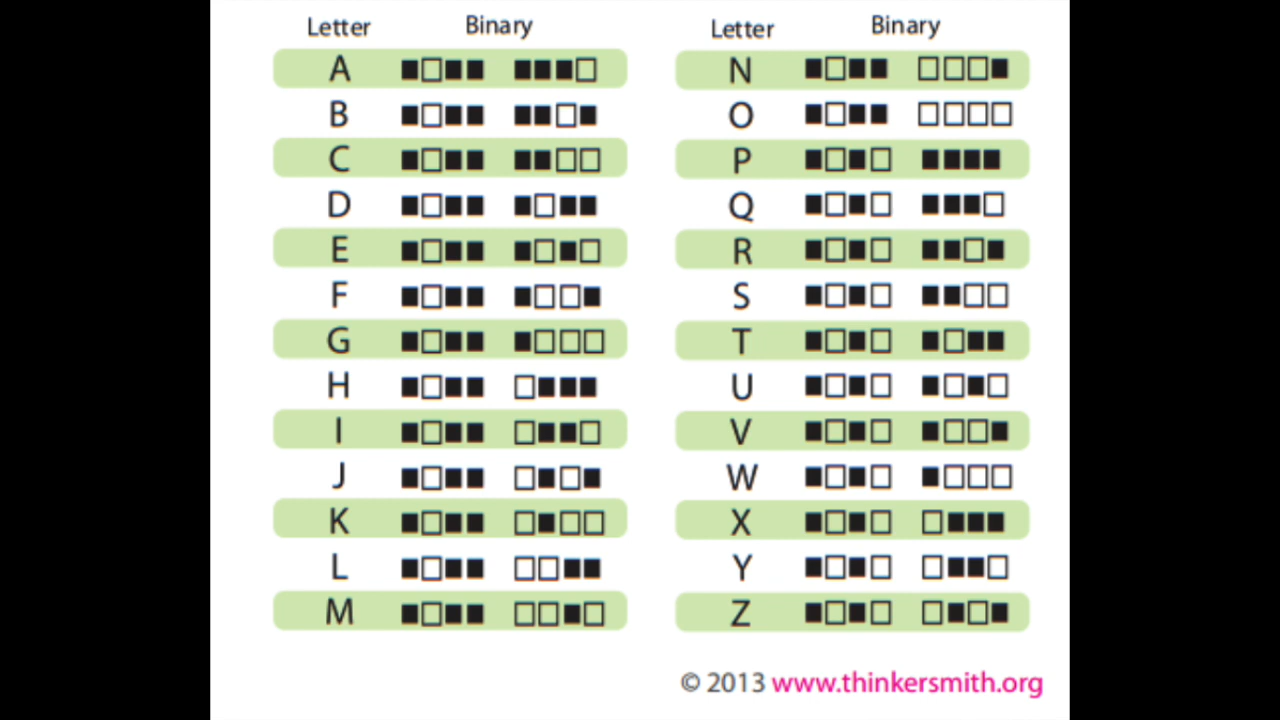 Letter Binary Letter Binary
A ■□■■ ■■■□ N ■□■■ □□□■
B ■□■■ ■■□■ O ■□■■ □□□□
C ■□■■ ■■□□ P ■□■□ ■■■■
D ■□■■ ■□■■ Q ■□■□ ■■■□
E ■□■■ ■□■□ R ■□■□ ■■□■
F ■□■■ ■□□■ S ■□■□ ■■□□
G ■□■■ ■□□□ T ■□■□ ■□■■
H ■□■■ □■■■ U ■□■□ ■□■□
I ■□■■ □■■□ V ■□■□ ■□□■
J ■□■■ □■□■ W ■□■□ ■□□□
K ■□■■ □■□□ X ■□■□ □■■■
L ■□■■ □□■■ Y ■□■□ □■■□
M ■□■■ □□■□ Z ■□■□ □■□■
© 2013 www.thinkersmith.org